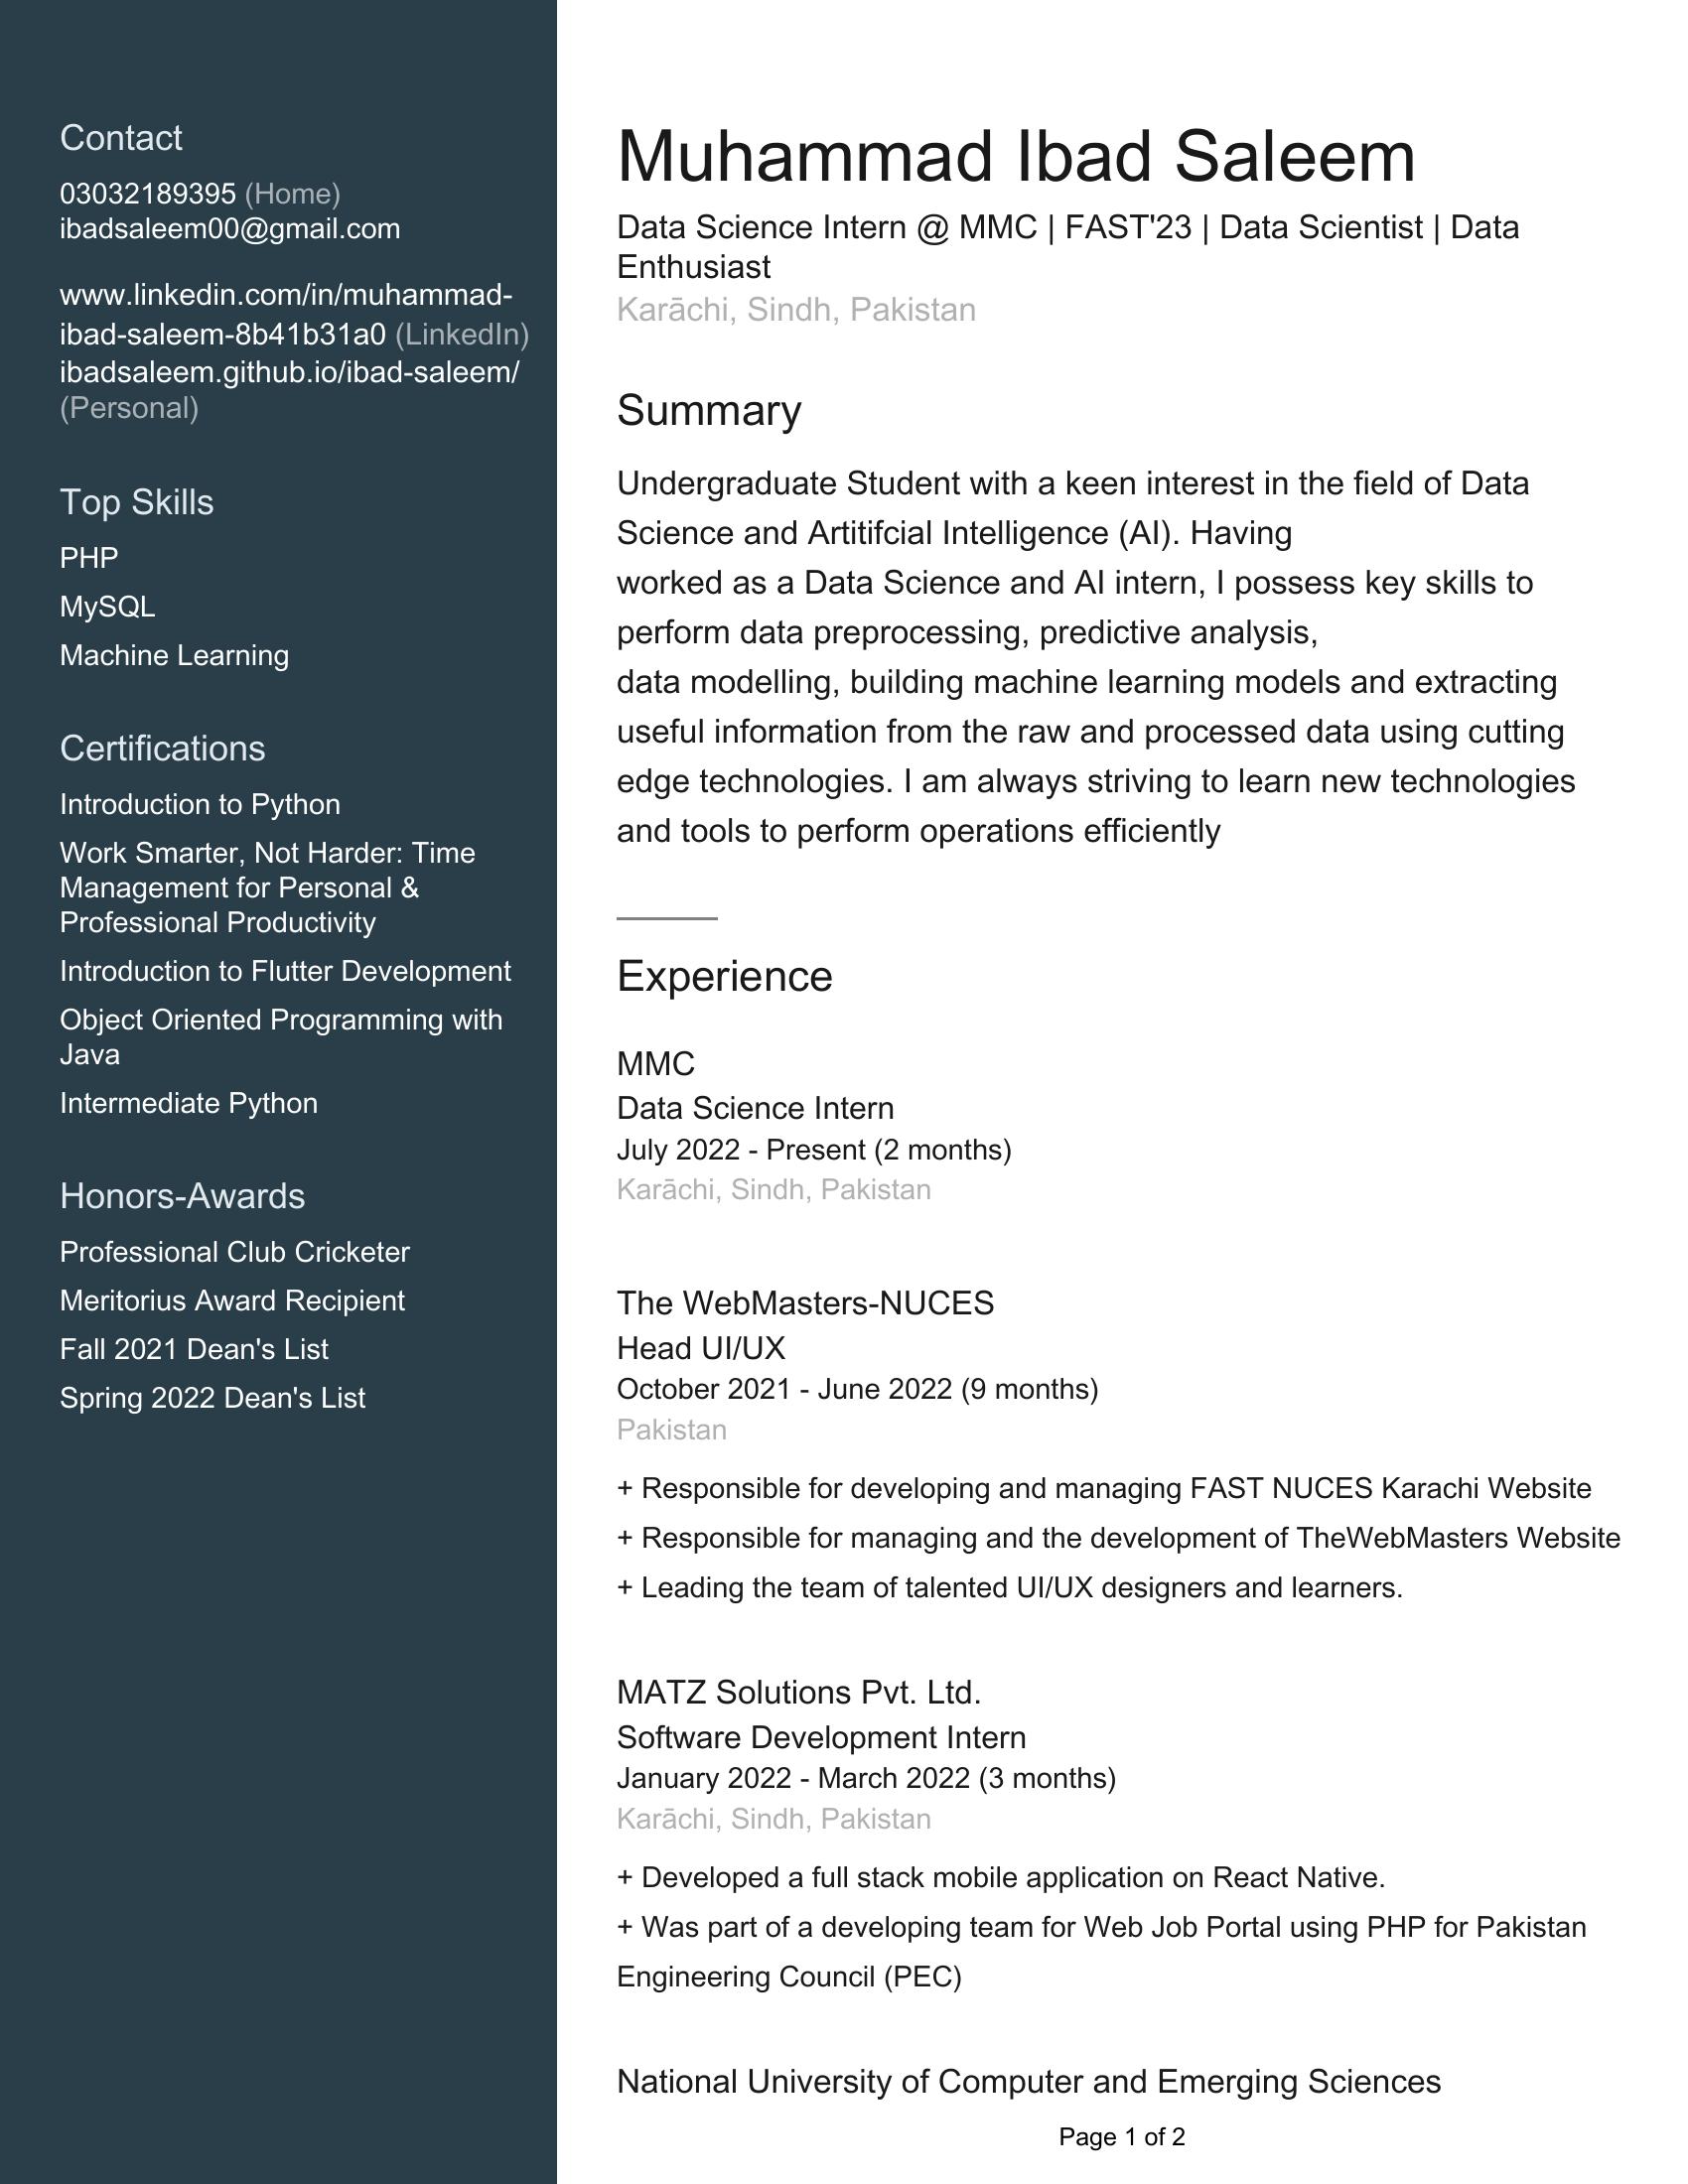 Contact
03032189395 (Home)
ibadsaleem00@gmail.com
www.linkedin.com/in/muhammad-
ibad-saleem-8b41b31a0 (LinkedIn)
ibadsaleem.github.io/ibad-saleem/
(Personal)
Top Skills
PHP
MySQL
Machine Learning
Certifications
Introduction to Python
Work Smarter, Not Harder: Time
Management for Personal &
Professional Productivity
Introduction to Flutter Development
Object Oriented Programming with
Java
Intermediate Python
Honors-Awards
Professional Club Cricketer
Meritorius Award Recipient
Fall 2021 Dean's List
Spring 2022 Dean's List
Muhammad Ibad Saleem
Data Science Intern @ MMC | FAST'23 | Data Scientist | Data
Enthusiast
Karāchi, Sindh, Pakistan
Summary
Undergraduate Student with a keen interest in the field of Data
Science and Artitifcial Intelligence (AI). Having
worked as a Data Science and AI intern, I possess key skills to
perform data preprocessing, predictive analysis,
data modelling, building machine learning models and extracting
useful information from the raw and processed data using cutting
edge technologies. I am always striving to learn new technologies
and tools to perform operations efficiently
Experience
MMC
Data Science Intern
July 2022 - Present (2 months)
Karāchi, Sindh, Pakistan
The WebMasters-NUCES
Head UI/UX
October 2021 - June 2022 (9 months)
Pakistan
+ Responsible for developing and managing FAST NUCES Karachi Website
+ Responsible for managing and the development of TheWebMasters Website
+ Leading the team of talented UI/UX designers and learners.
MATZ Solutions Pvt. Ltd.
Software Development Intern
January 2022 - March 2022 (3 months)
Karāchi, Sindh, Pakistan
+ Developed a full stack mobile application on React Native.
+ Was part of a developing team for Web Job Portal using PHP for Pakistan
Engineering Council (PEC)
National University of Computer and Emerging Sciences
Page 1 of 2